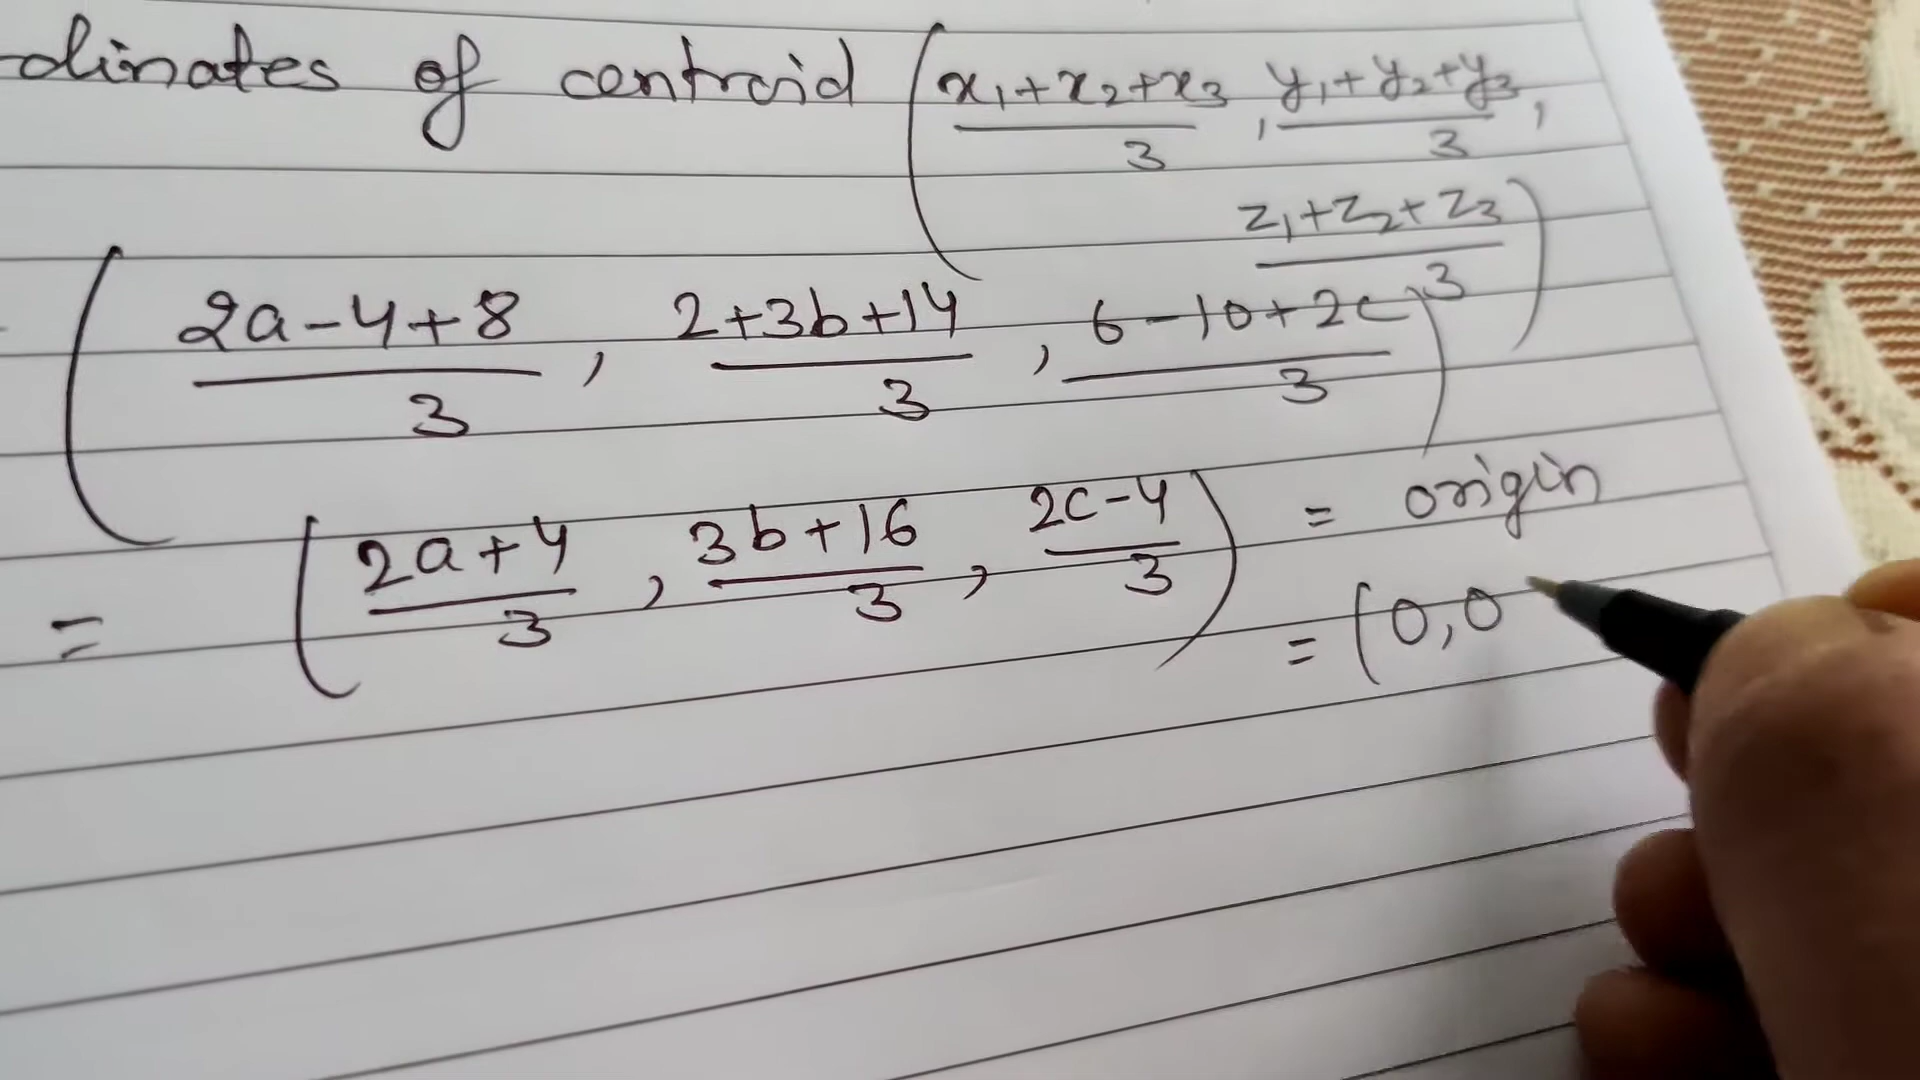 -dinates of centroid (x₁+x₂+x₃/3, y₁+y₂+y₃/3,
z₁+z₂+z₃/3)
(2a-4+8/3, 2+3b+14/3, 6-10+2c/3)
= (2a+4/3, 3b+16/3, 2c-4/3) = origin
= (0,0